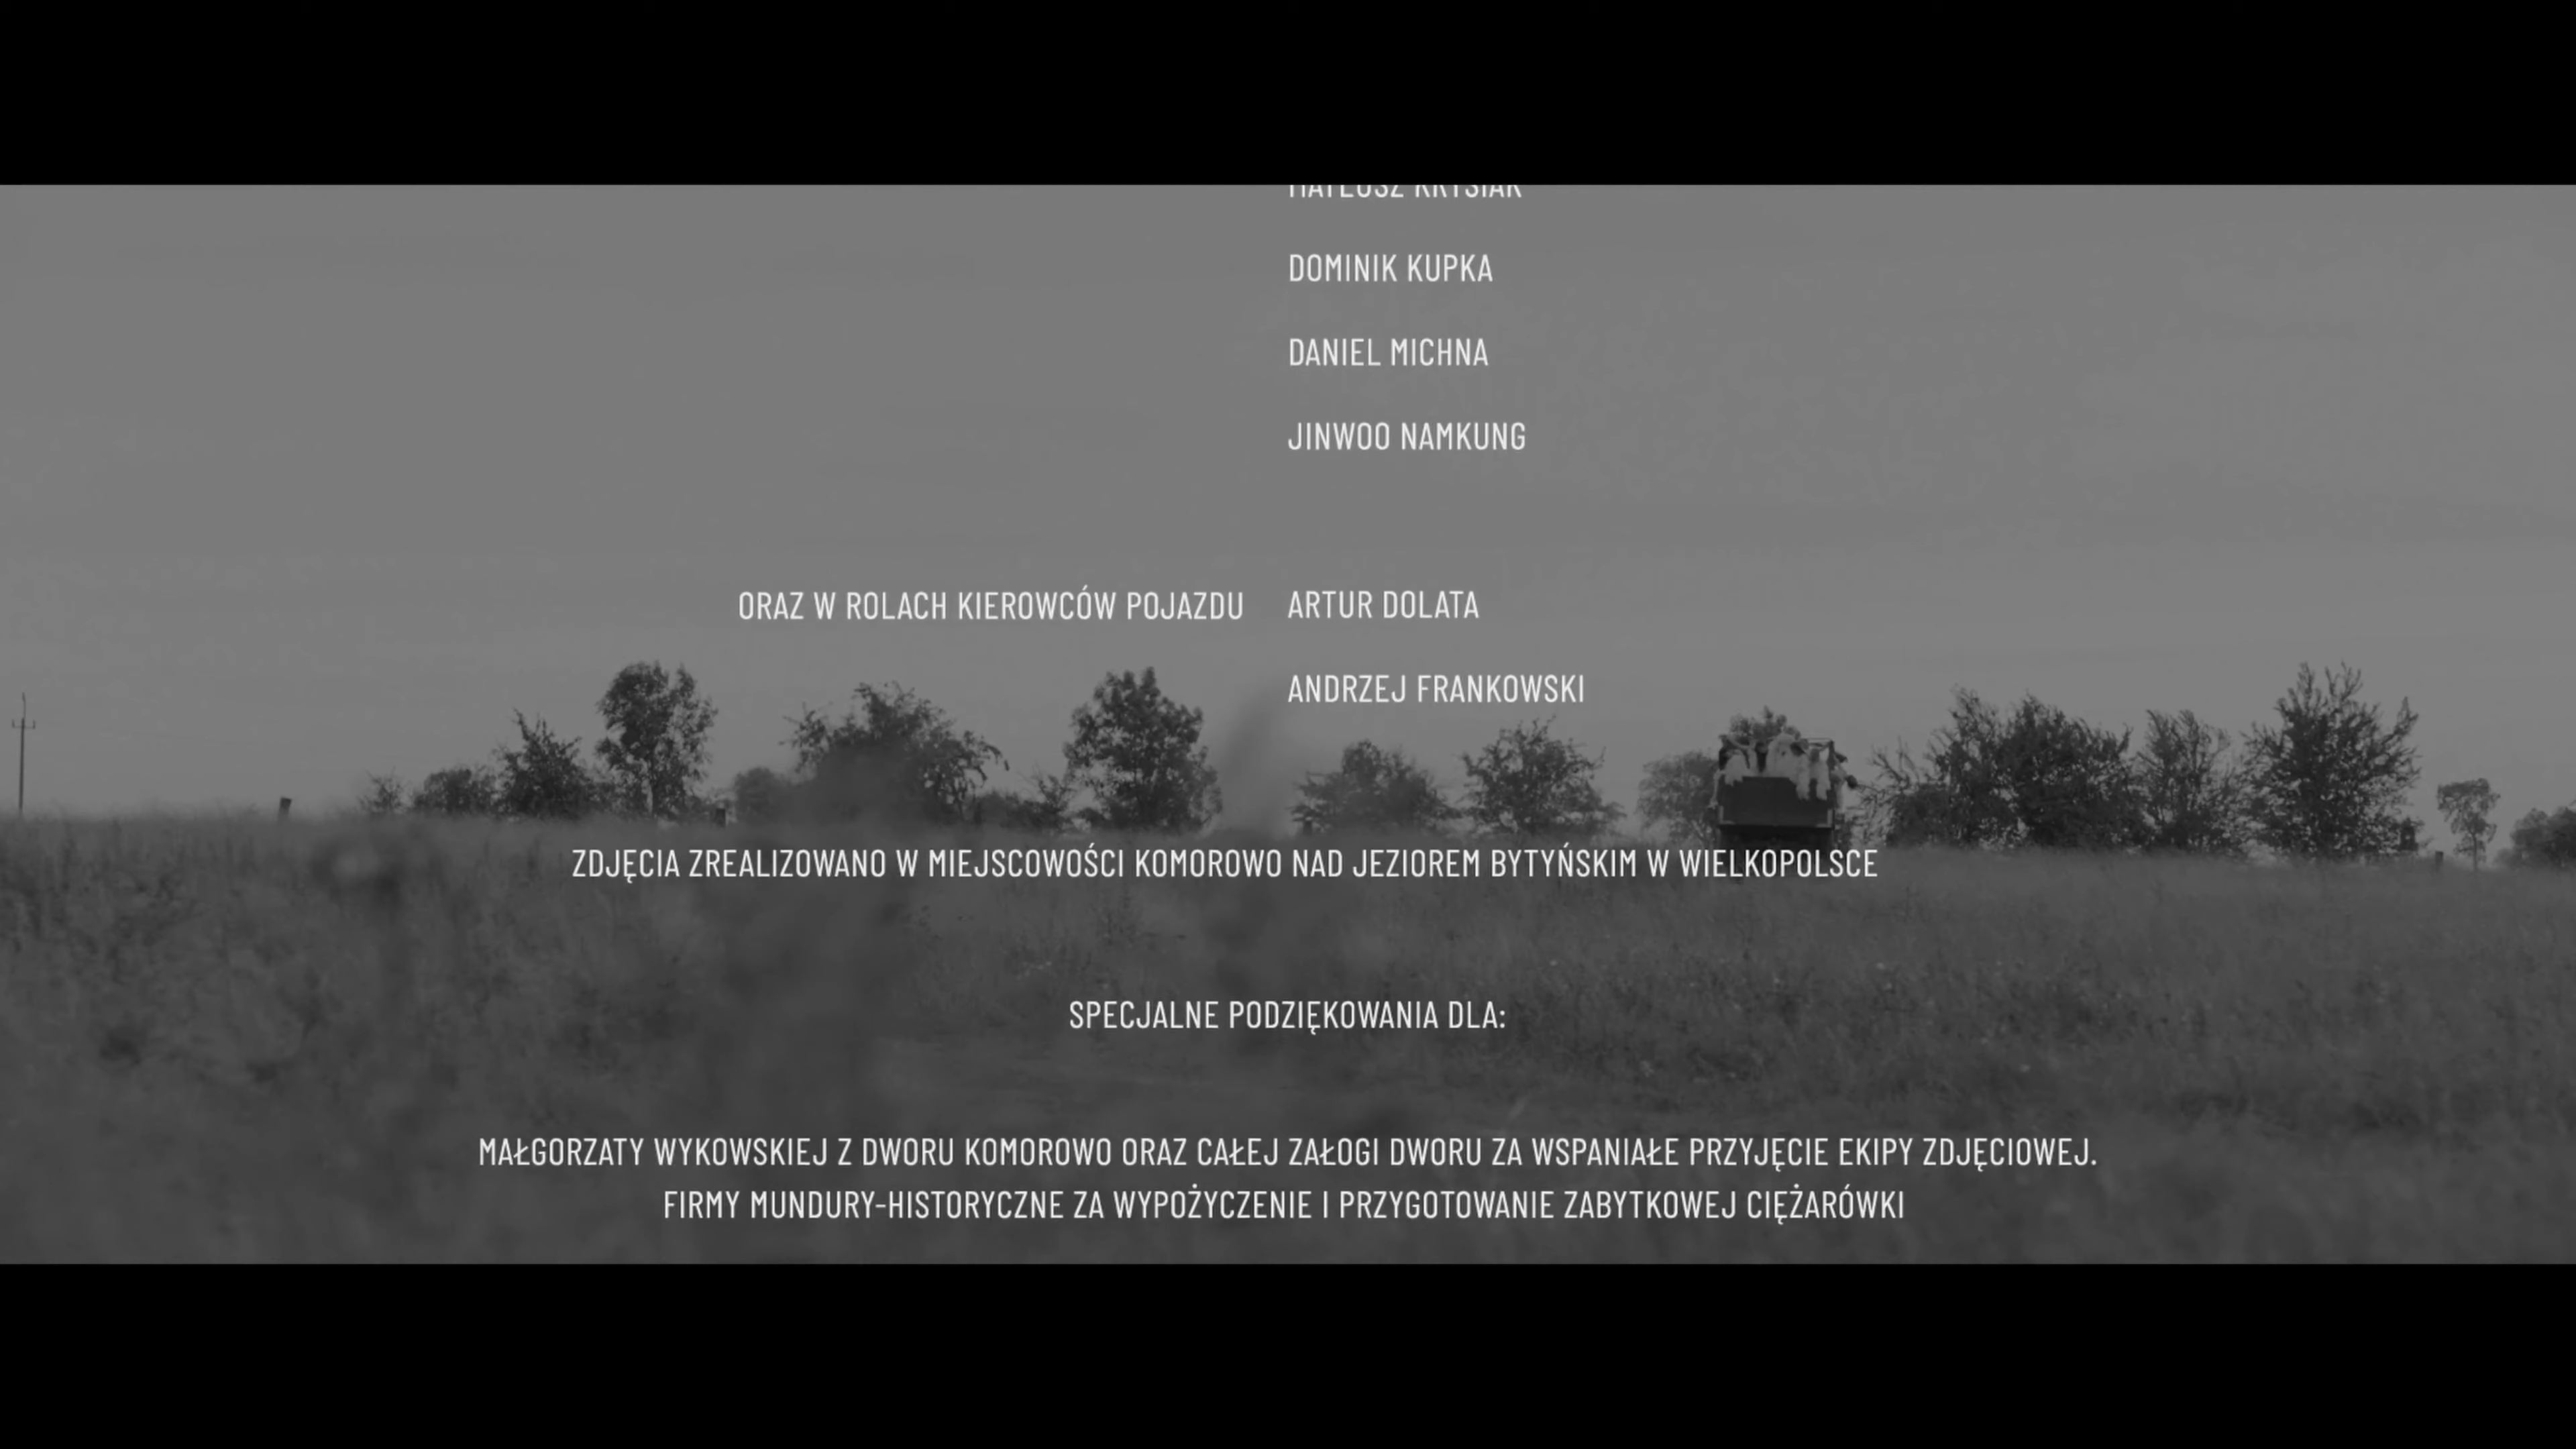 MATEUSZ KRYSIAK
DOMINIK KUPKA
DANIEL MICHNA
JINWOO NAMKUNG
ORAZ W ROLACH KIEROWCÓW POJAZDU ARTUR DOLATA
ANDRZEJ FRANKOWSKI
ZDJĘCIA ZREALIZOWANO W MIEJSCOWOŚCI KOMOROWO NAD JEZIOREM BYTYŃSKIM W WIELKOPOLSCE
SPECJALNE PODZIĘKOWANIA DLA:
MAŁGORZATY WYKOWSKIEJ Z DWORU KOMOROWO ORAZ CAŁEJ ZAŁOGI DWORU ZA WSPANIAŁE PRZYJĘCIE EKIPY ZDJĘCIOWEJ.
FIRMY MUNDURY-HISTORYCZNE ZA WYPOŻYCZENIE I PRZYGOTOWANIE ZABYTKOWEJ CIĘŻARÓWKI